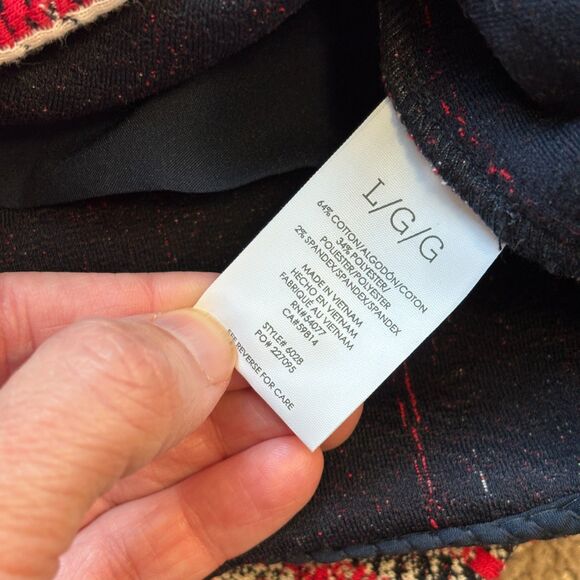 L/G/G
64% COTTON/ALGODÓN/COTON
34% POLYESTER/
POLIÉSTER/POLYESTER
2% SPANDEX/SPANDEX/SPANDEX
MADE IN VIETNAM
HECHO EN VIETNAM
FABRIQUÉ AU VIETNAM
RN#54077
CA#59814
STYLE# 6028
PO# 227095
SEE REVERSE FOR CARE